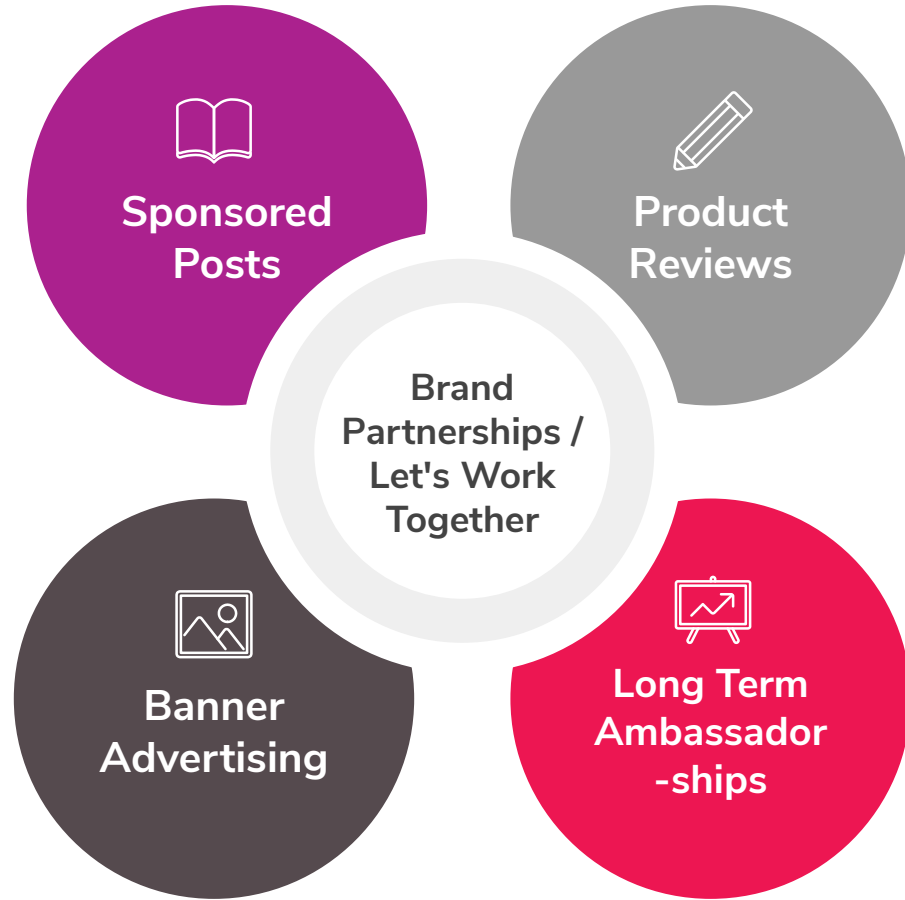 Sponsored
Posts
Product
Reviews
Brand
Partnerships /
Let's Work
Together
Banner
Advertising
Long Term
Ambassador
-ships